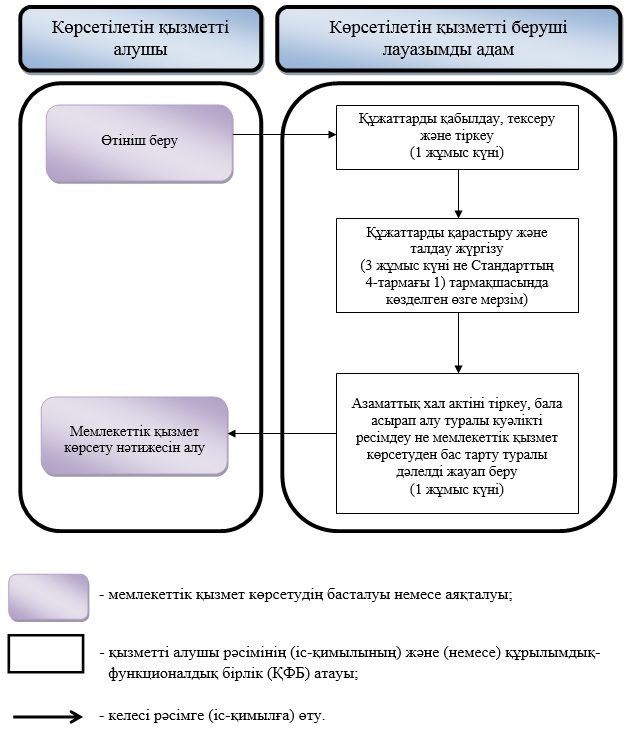 Көрсетілетін қызметті
алушы
Көрсетілетін қызметті беруші
лауазымды адам
Өтініш беру
Құжаттарды қабылдау, тексеру
және тіркеу
(1 жұмыс күні)
Құжаттарды қарастыру және
талдау жүргізу
(3 жұмыс күні не Стандарттың
4-тармағы 1) тармақшасында
көзделген өзге мерзім)
Азаматтық хал актіні тіркеу, бала
асырап алу туралы куәлікті
ресімдеу не мемлекеттік қызмет
көрсетуден бас тарту туралы
дәлелді жауап беру
(1 жұмыс күні)
Мемлекеттік қызмет
көрсету нәтижесін алу
- мемлекеттік қызмет көрсетудің басталуы немесе аяқталуы;
- қызметті алушы рәсімінің (іс-қимылының) және (немесе) құрылымдық-
функционалдық бірлік (ҚФБ) атауы;
- келесі рәсімге (іс-қимылға) өту.